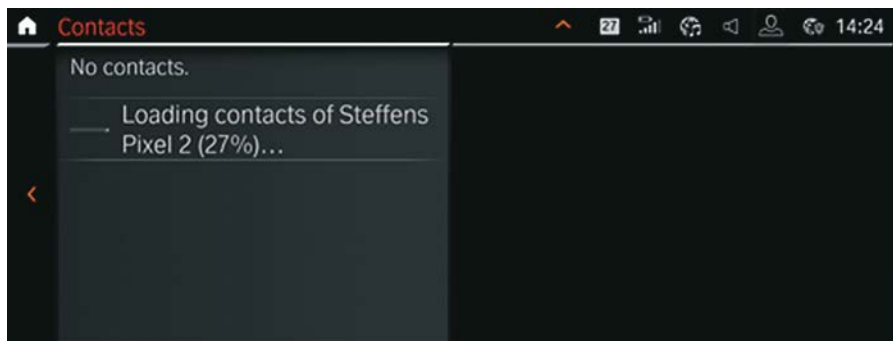 Contacts
27
14:24
No contacts.
Loading contacts of Steffens
Pixel 2 (27%)...